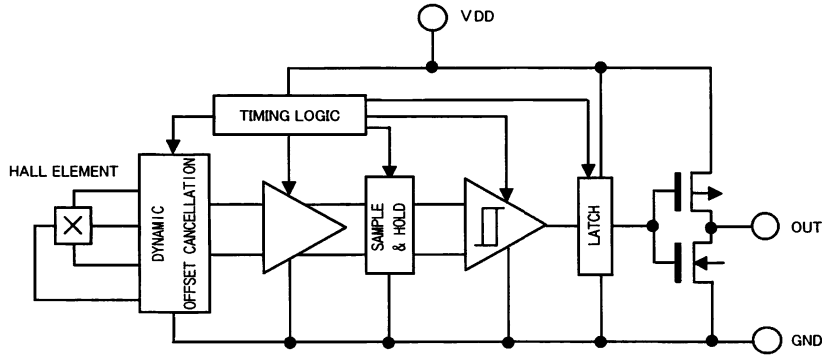 VDD
TIMING LOGIC
HALL ELEMENT
DYNAMIC
OFFSET CANCELLATION
SAMPLE
& HOLD
LATCH
OUT
GND